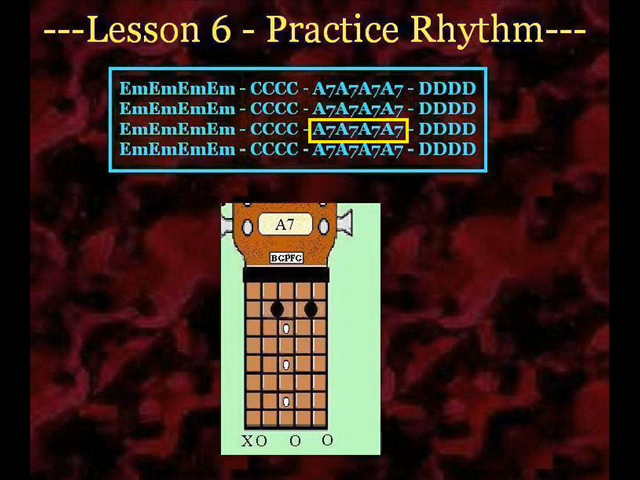 ---Lesson 6 - Practice Rhythm---
EmEmEmEm - CCCC - A7A7A7A7 - DDDD
EmEmEmEm - CCCC - A7A7A7A7 - DDDD
EmEmEmEm - CCCC - A7A7A7A7 - DDDD
EmEmEmEm - CCCC - A7A7A7A7 - DDDD
A7
BGPFG
XO O O